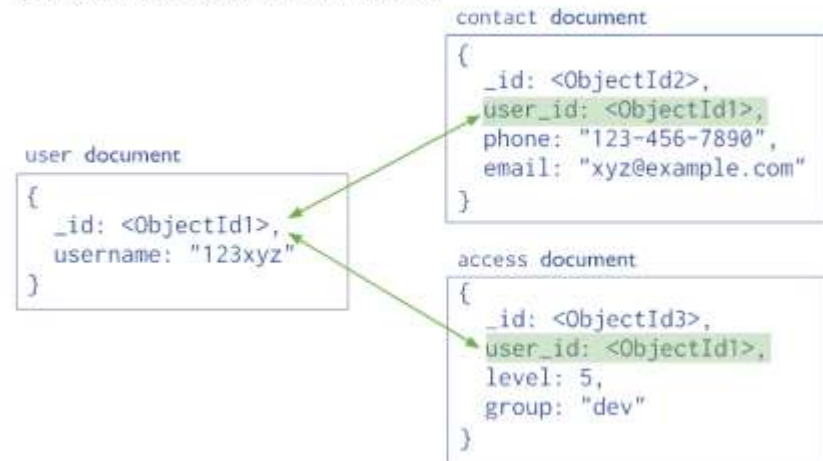 contact document
{
_id: <ObjectId2>,
user_id: <ObjectId1>,
phone: "123-456-7890",
email: "xyz@example.com"
}
user document
{
_id: <ObjectId1>,
username: "123xyz"
}
access document
{
_id: <ObjectId3>,
user_id: <ObjectId1>,
level: 5,
group: "dev"
}